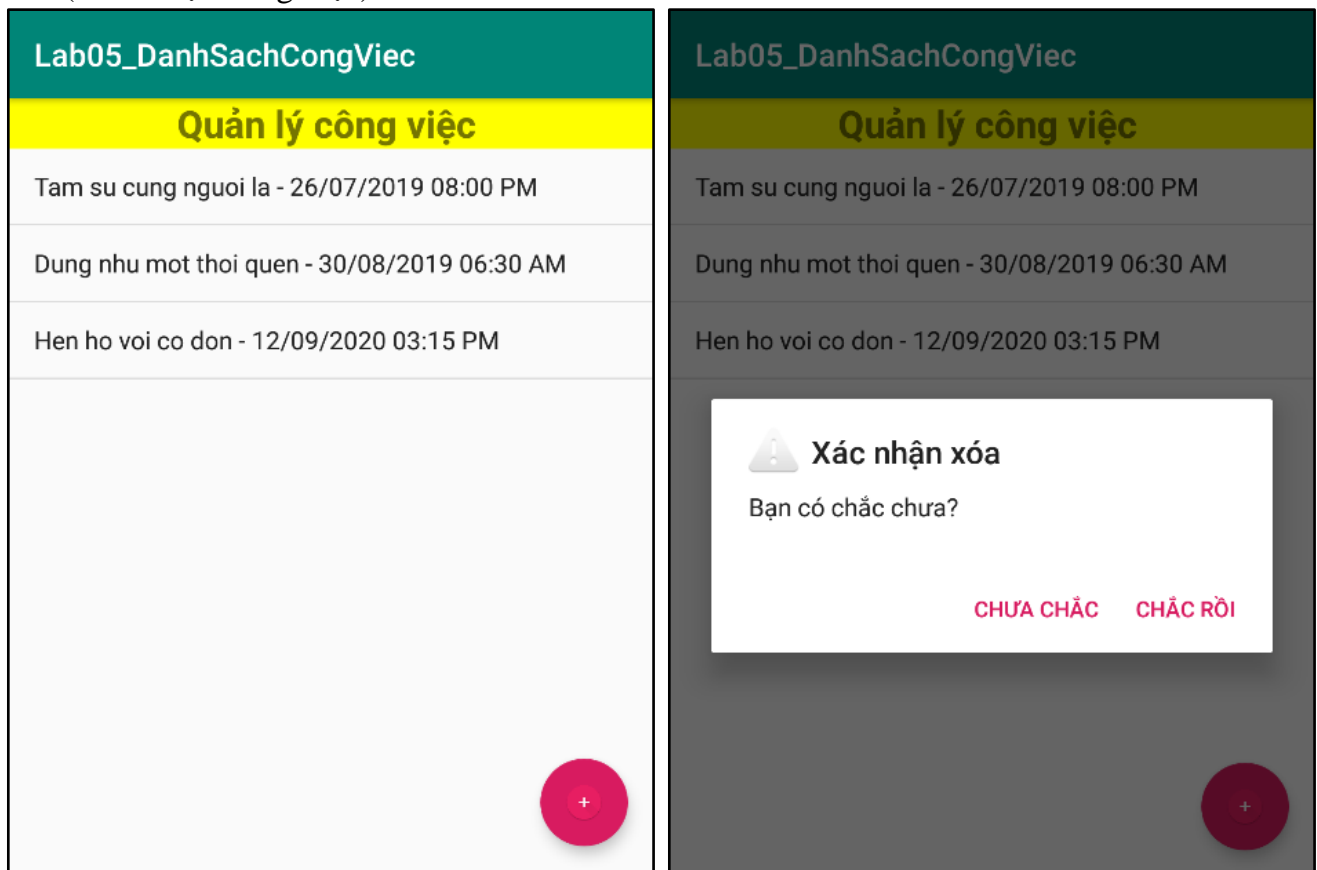 Lab05_DanhSachCongViec
Quản lý công việc
Tam su cung nguoi la - 26/07/2019 08:00 PM
Dung nhu mot thoi quen - 30/08/2019 06:30 AM
Hen ho voi co don - 12/09/2020 03:15 PM
+
Lab05_DanhSachCongViec
Quản lý công việc
Tam su cung nguoi la - 26/07/2019 08:00 PM
Dung nhu mot thoi quen - 30/08/2019 06:30 AM
Hen ho voi co don - 12/09/2020 03:15 PM
Xác nhận xóa
Bạn có chắc chưa?
CHƯA CHẮC CHẮC RỒI
+